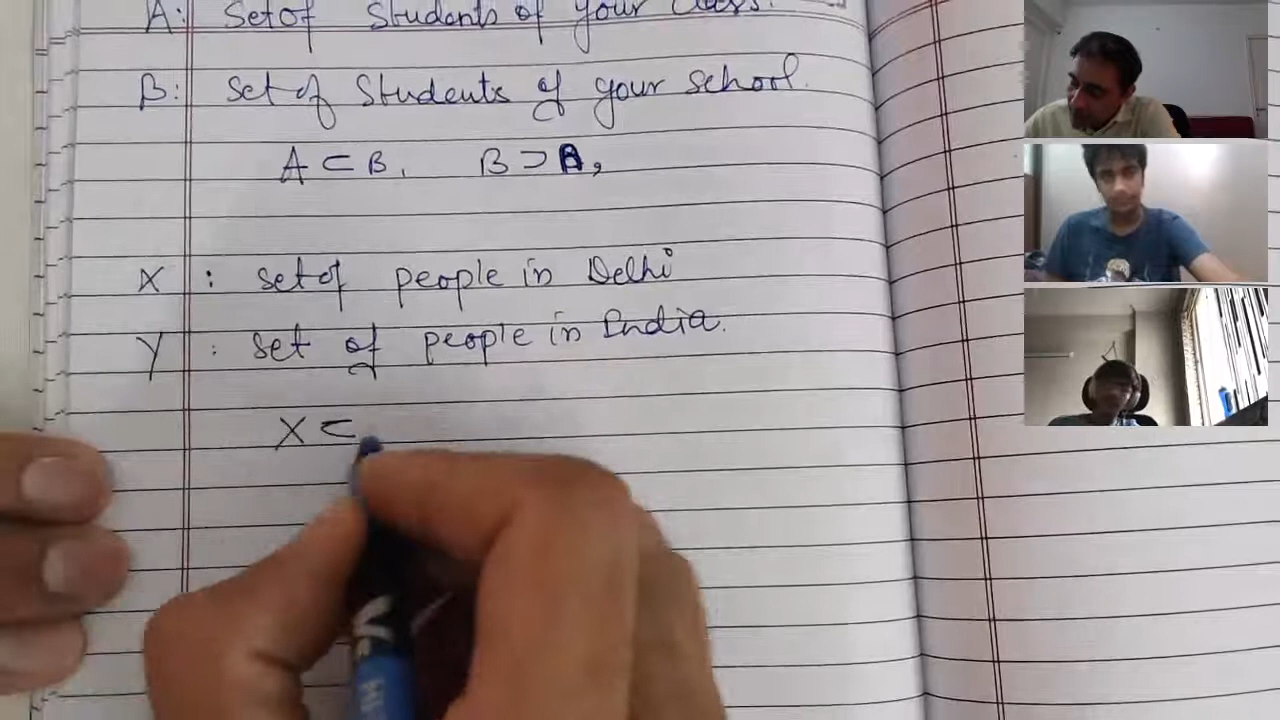 A: Set of Students of your Class.
B: Set of Students of your School.
A ⊂ B, B ⊃ A,
X : Set of people in Delhi
Y : Set of people in India.
X ⊂